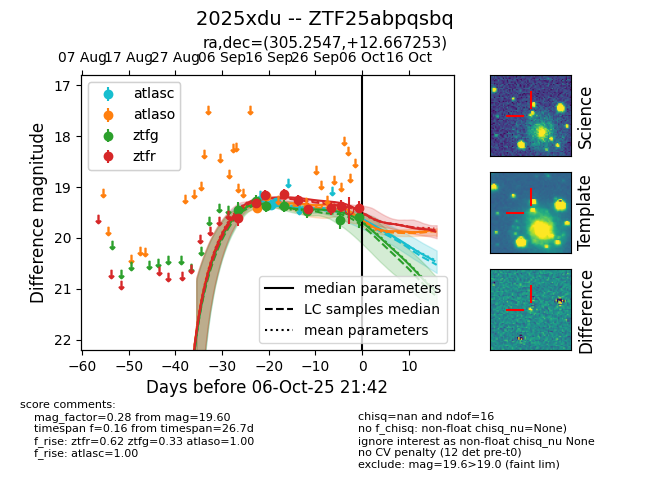 2025xdu -- ZTF25abpqsbq
ra,dec=(305.2547,+12.667253)
07 Aug 17 Aug 27 Aug 06 Sep 16 Sep 26 Sep 06 Oct 16 Oct
17
18
19
20
21
22
Difference magnitude
atlasc
atlaso
ztfg
ztfr
median parameters
LC samples median
mean parameters
−60 −50 −40 −30 −20 −10 0 10
Days before 06-Oct-25 21:42
Science
Template
Difference
score comments:
mag_factor=0.28 from mag=19.60
timespan f=0.16 from timespan=26.7d
f_rise: ztfr=0.62 ztfg=0.33 atlaso=1.00
f_rise: atlasc=1.00
chisq=nan and ndof=16
no f_chisq: non-float chisq_nu=None)
ignore interest as non-float chisq_nu None
no CV penalty (12 det pre-t0)
exclude: mag=19.6>19.0 (faint lim)